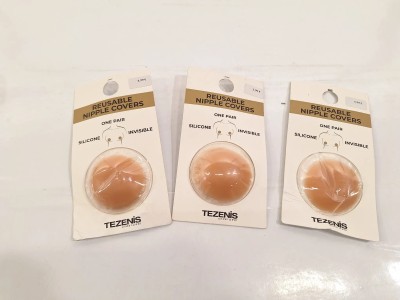 REUSABLE
NIPPLE COVERS
ONE PAIR
SILICONE
INVISIBLE
TEZENIS
REUSABLE
NIPPLE COVERS
ONE PAIR
SILICONE
INVISIBLE
TEZENIS
REUSABLE
NIPPLE COVERS
ONE PAIR
SILICONE
INVISIBLE
TEZENIS